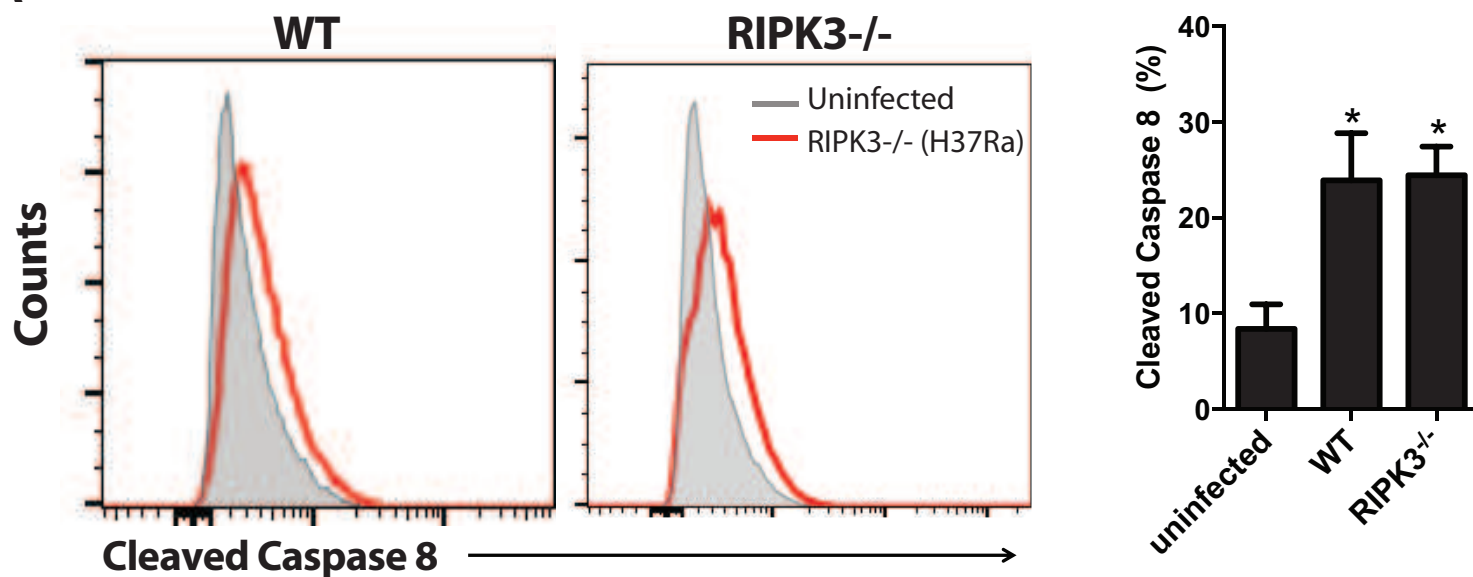 WT
RIPK3-/-
Uninfected
RIPK3-/- (H37Ra)
Counts
Cleaved Caspase 8
Cleaved Caspase 8 (%)
40
30
20
10
0
*
*
uninfected
WT
RIPK3-/-